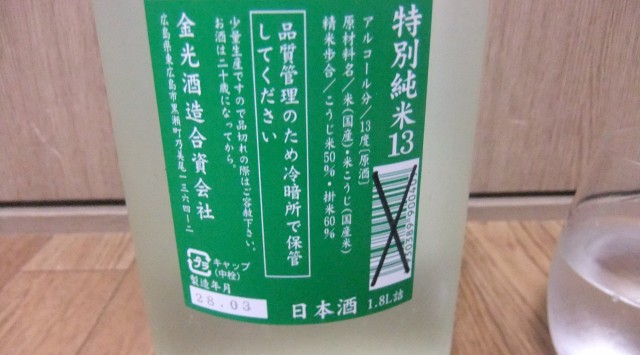 特別純米13
アルコール分／13度[原酒]
原材料名／米(国産)・米こうじ(国産米)
精米歩合／こうじ米50％・掛米60％
品質管理のため冷暗所で保管
してください
少量生産ですので品切れの際はご容赦下さい。
お酒は二十歳になってから。
金光酒造合資会社
広島県東広島市黒瀬町乃美尾一三六四ー二
プラ
キャップ
(中栓)
製造年月
28.03
日本酒
1.8L詰